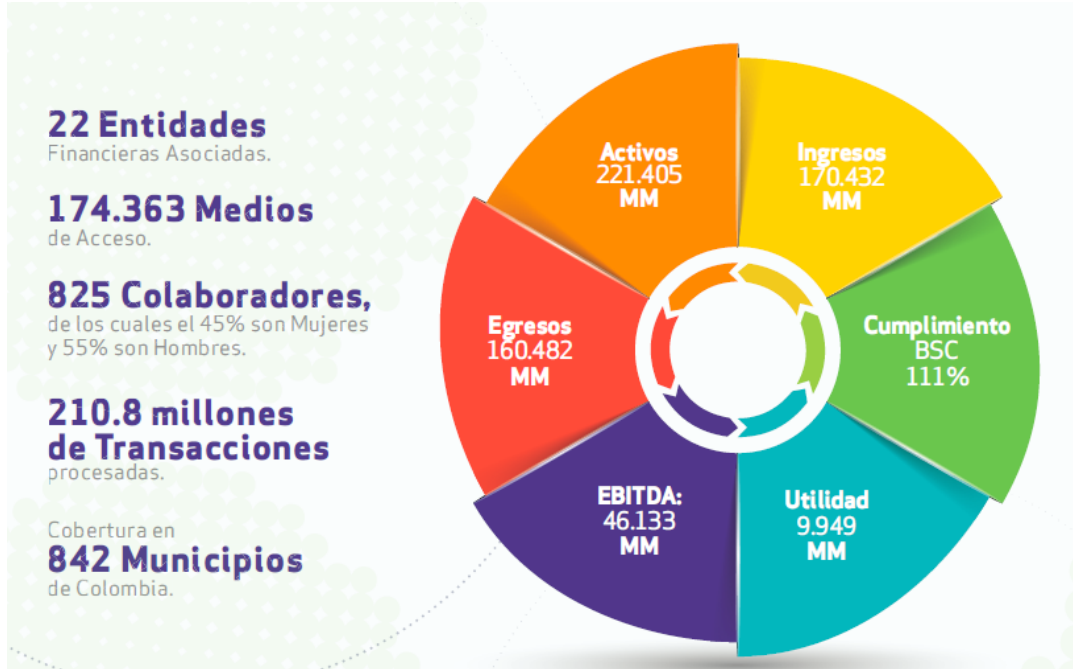 22 Entidades
Financieras Asociadas.
174.363 Medios
de Acceso.
825 Colaboradores,
de los cuales el 45% son Mujeres
y 55% son Hombres.
210.8 millones
de Transacciones
procesadas.
Cobertura en
842 Municipios
de Colombia.
Activos
221.405
MM
Ingresos
170.432
MM
Cumplimiento
BSC
111%
Utilidad
9.949
MM
EBITDA:
46.133
MM
Egresos
160.482
MM